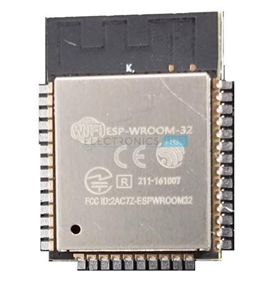 K,
WiFi
ESP-WROOM-32
ELECTRONICS
CE
R 211-161007
FCC ID:2AC7Z-ESPWROOM32